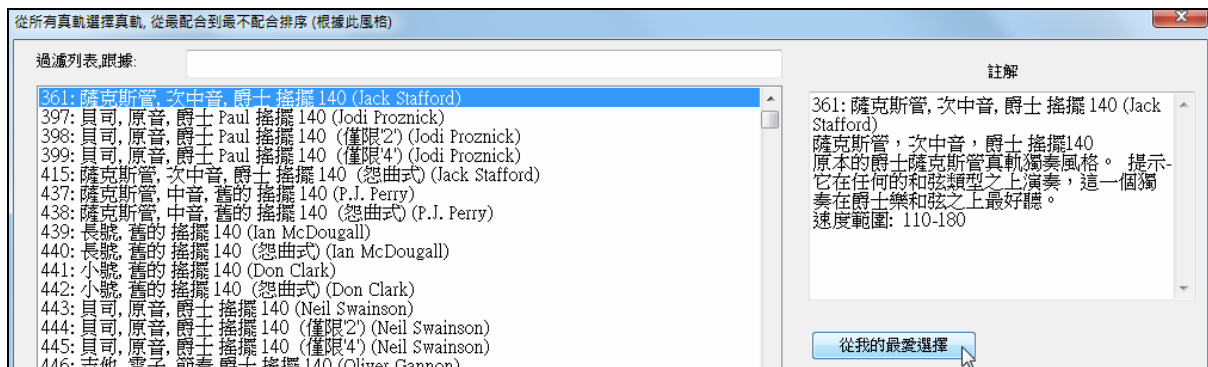 從所有真軌選擇真軌, 從最配合到最不配合排序 (根據此風格)
過濾列表,跟據:
361: 薩克斯管, 次中音, 爵士 搖擺 140 (Jack Stafford)
397: 貝司, 原音, 爵士 Paul 搖擺 140 (Jodi Proznick)
398: 貝司, 原音, 爵士 Paul 搖擺 140 (僅限'2') (Jodi Proznick)
399: 貝司, 原音, 爵士 Paul 搖擺 140 (僅限'4') (Jodi Proznick)
415: 薩克斯管, 次中音, 爵士 搖擺 140 (怨曲式) (Jack Stafford)
437: 薩克斯管, 中音, 舊的 搖擺 140 (P.J. Perry)
438: 薩克斯管, 中音, 舊的 搖擺 140 (怨曲式) (P.J. Perry)
439: 長號, 舊的 搖擺 140 (Ian McDougall)
440: 長號, 舊的 搖擺 140 (怨曲式) (Ian McDougall)
441: 小號, 舊的 搖擺 140 (Don Clark)
442: 小號, 舊的 搖擺 140 (怨曲式) (Don Clark)
443: 貝司, 原音, 爵士 搖擺 140 (Neil Swainson)
444: 貝司, 原音, 爵士 搖擺 140 (僅限'2') (Neil Swainson)
445: 貝司, 原音, 爵士 搖擺 140 (僅限'4') (Neil Swainson)
446: 吉他, 電子, 節奏 爵士 搖擺 140 (Oliver Gannon)
註解
361: 薩克斯管, 次中音, 爵士 搖擺 140 (Jack
Stafford)
薩克斯管，次中音，爵士 搖擺140
原本的爵士薩克斯管真軌獨奏風格。 提示-
它在任何的和弦類型之上演奏，這一個獨
奏在爵士樂和弦之上最好聽。
速度範圍: 110-180
從我的最愛選擇